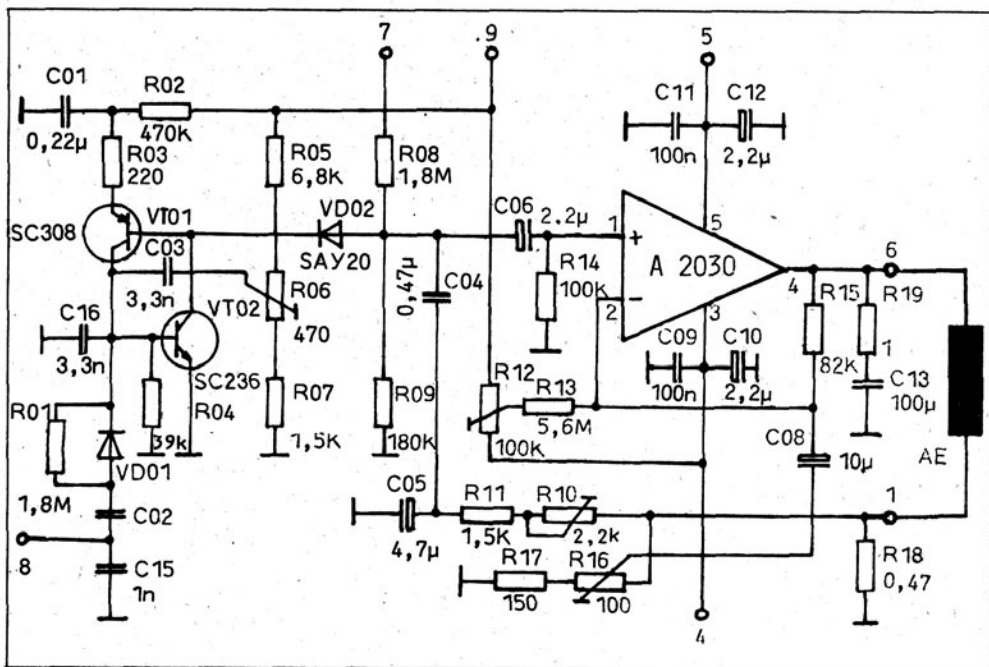 7
.9
5
C01
R02
C11
C12
0,22µ
470K
R03
220
R05
6,8K
R08
1,8M
100n
2,2µ
C06
2.2µ
SC308
VT01
VD02
SAY20
C03
3,3n
R06
470
0,47µ
C04
R14
100K
1
+
5
A 2030
−
2
3
4
6
R15
R19
C16
3,3n
VT02
SC236
82K
1
C09
100n
C10
2,2µ
C13
100µ
R12
R13
5,6M
100K
R01
39k
R04
R07
1,5K
R09
180K
C08
10µ
AE
VD01
1,8M
C02
C05
4,7µ
R11
1,5K
R10
2,2k
1
8
C15
1n
R17
150
R16
100
R18
0,47
4